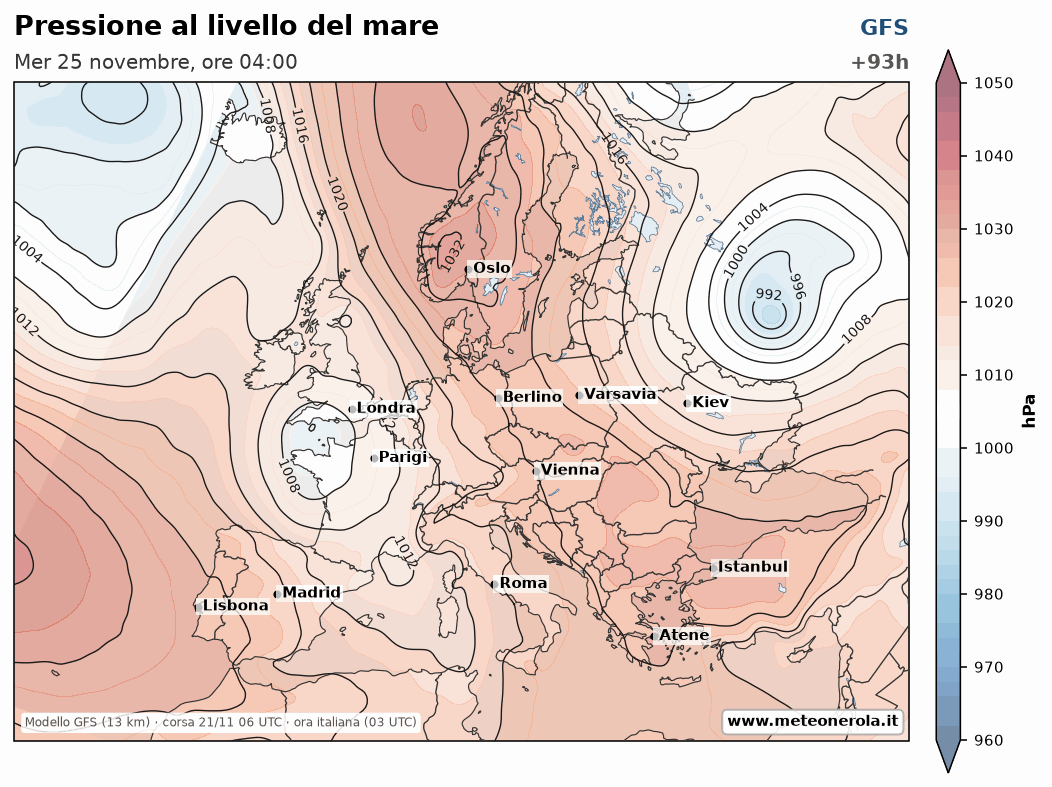 Pressione al livello del mare
GFS
Mer 25 novembre, ore 04:00
+93h
1050
1040
1030
1020
1010
1000
990
980
970
960
hPa
1008
1016
1020
1016
1004
1004
1000
996
992
1008
1032
1012
1008
Oslo
Londra
Berlino
Varsavia
Kiev
Parigi
Vienna
Istanbul
Roma
Madrid
Lisbona
Atene
Modello GFS (13 km) · corsa 21/11 06 UTC · ora italiana (03 UTC)
www.meteonerola.it